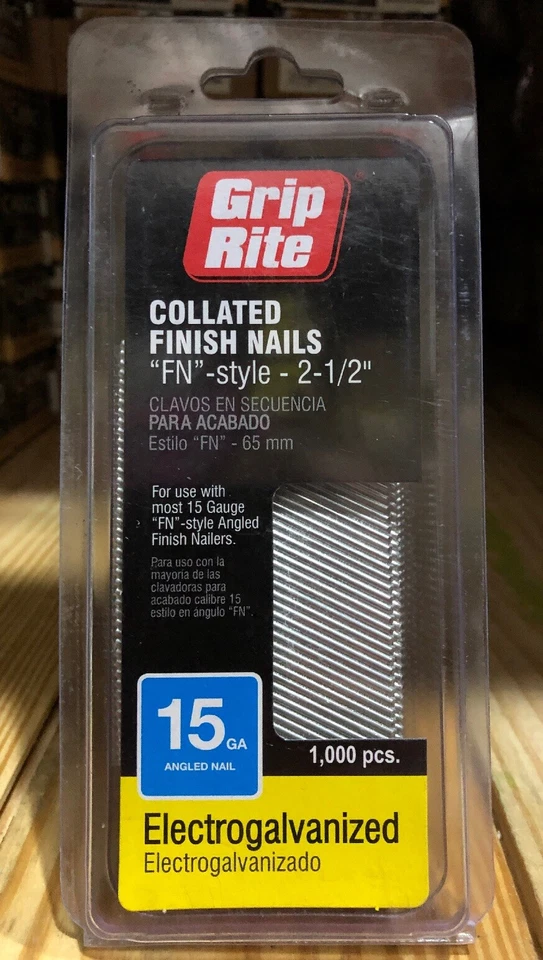 Grip
Rite
COLLATED
FINISH NAILS
“FN”-style - 2-1/2"
CLAVOS EN SECUENCIA
PARA ACABADO
Estilo “FN” - 65 mm
For use with
most 15 Gauge
“FN”-style Angled
Finish Nailers.
Para uso con la
mayoria de las
clavadoras para
acabado calibre 15
estilo en ángulo “FN”.
15 GA
ANGLED NAIL
1,000 pcs.
Electrogalvanized
Electrogalvanizado